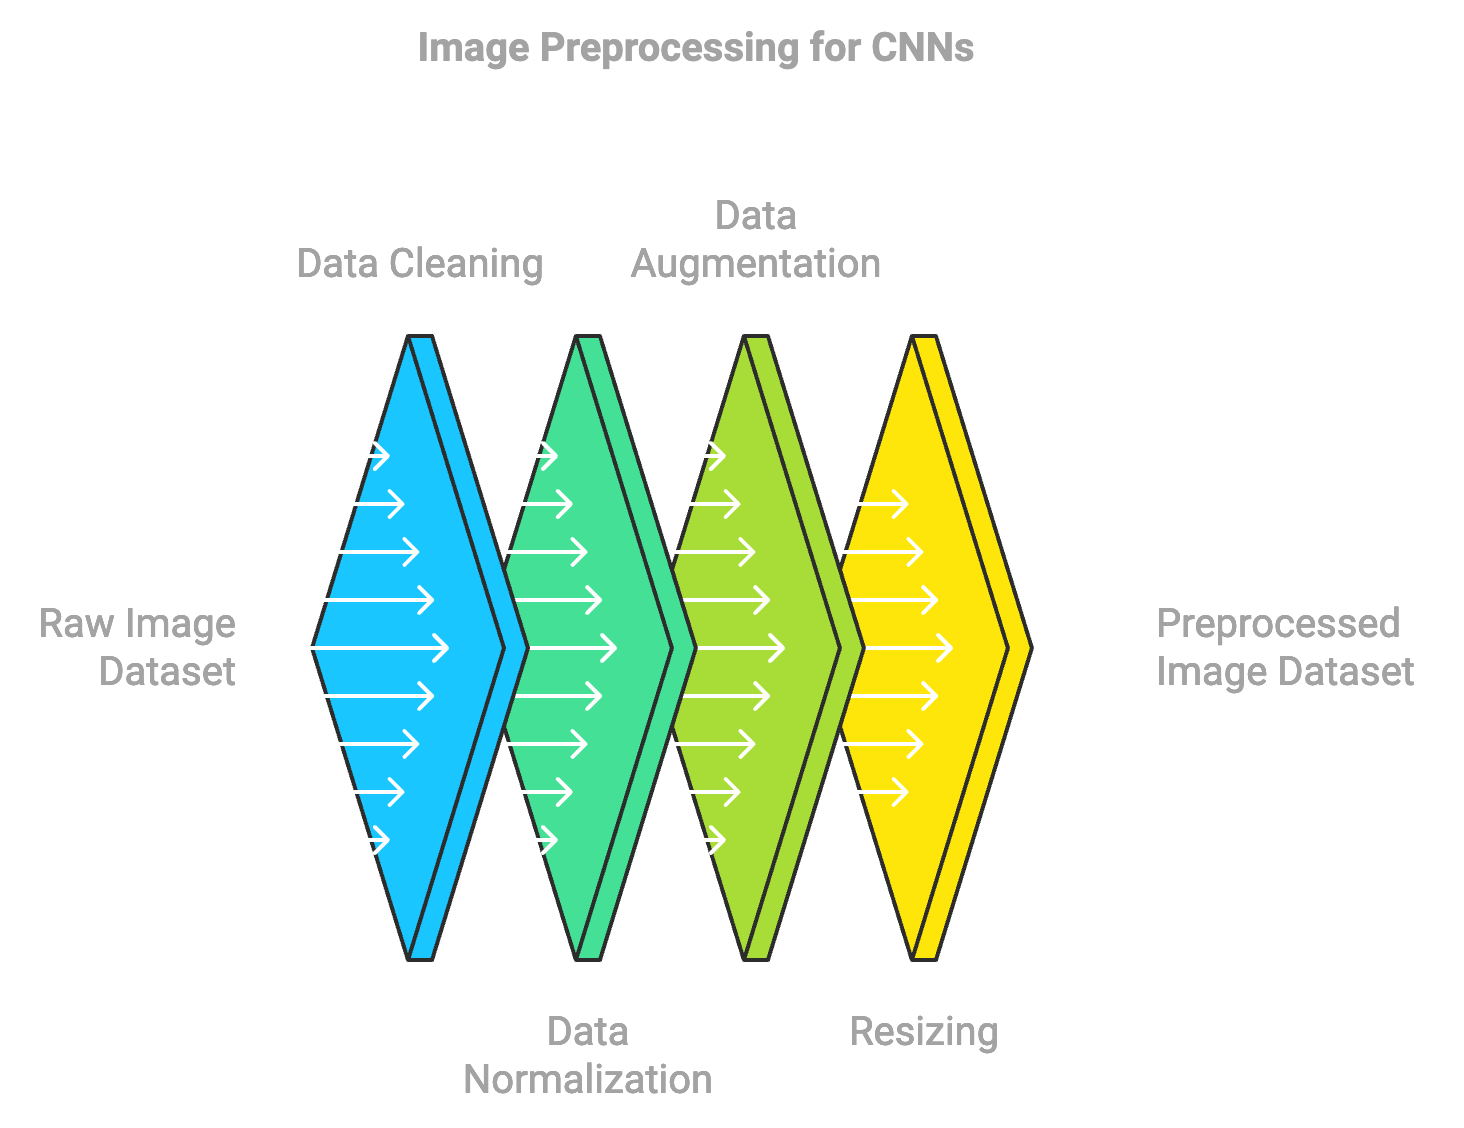 Image Preprocessing for CNNs
Data
Augmentation
Data Cleaning
Raw Image
Dataset
Preprocessed
Image Dataset
Data
Normalization
Resizing